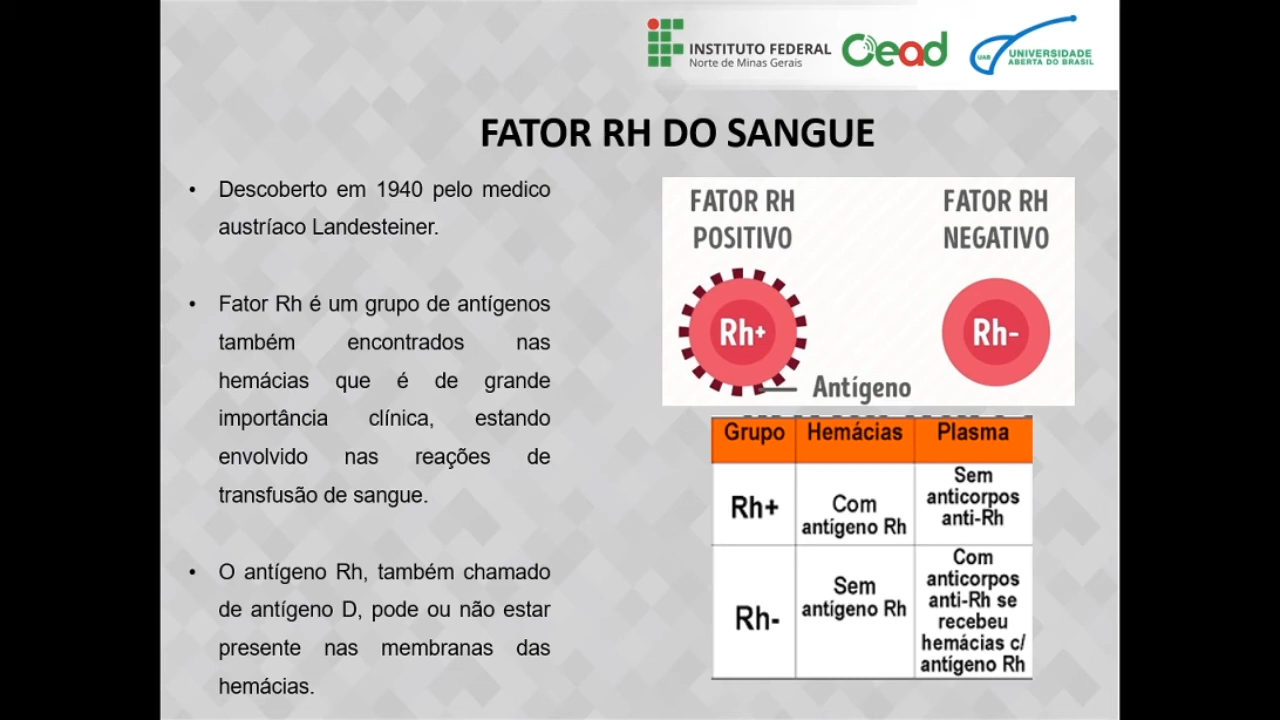 INSTITUTO FEDERAL
Norte de Minas Gerais
Cead
UAB
UNIVERSIDADE
ABERTA DO BRASIL
FATOR RH DO SANGUE
• Descoberto em 1940 pelo medico
austríaco Landesteiner.
• Fator Rh é um grupo de antígenos
também encontrados nas
hemácias que é de grande
importância clínica, estando
envolvido nas reações de
transfusão de sangue.
• O antígeno Rh, também chamado
de antígeno D, pode ou não estar
presente nas membranas das
hemácias.
FATOR RH
POSITIVO
FATOR RH
NEGATIVO
Rh+
Rh-
Antígeno
Grupo Hemácias Plasma
Rh+
Com
antígeno Rh
Sem
anticorpos
anti-Rh
Rh-
Sem
antígeno Rh
Com
anticorpos
anti-Rh se
recebeu
hemácias c/
antígeno Rh